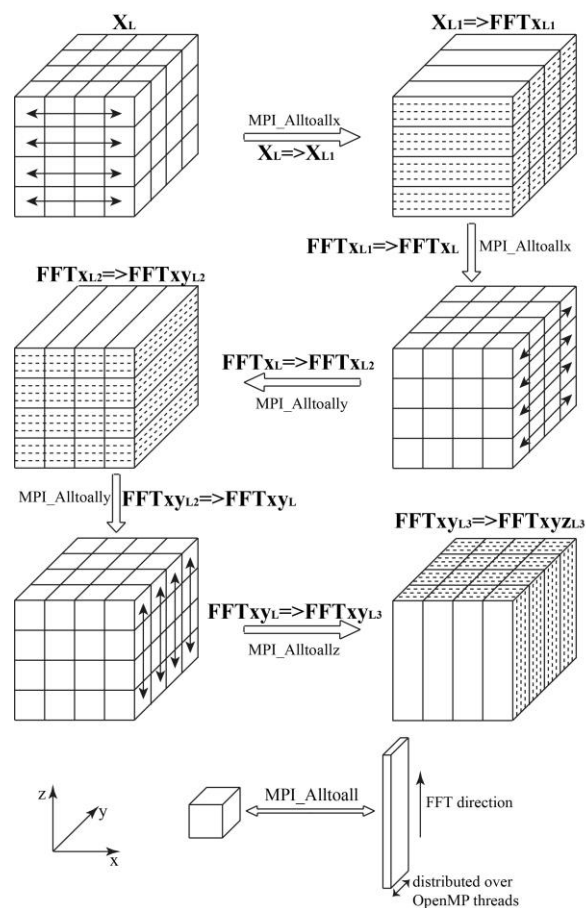 XL
XL1=>FFTxL1
MPI_Alltoallx
XL=>XL1
FFTxL1=>FFTxL
MPI_Alltoallx
FFTxL2=>FFTxyL2
FFTxL=>FFTxL2
MPI_Alltoally
MPI_Alltoally
FFTxyL2=>FFTxyL
FFTxyL3=>FFTxyzL3
FFTxyL=>FFTxyL3
MPI_Alltoallz
z
y
x
MPI_Alltoall
FFT direction
distributed over
OpenMP threads